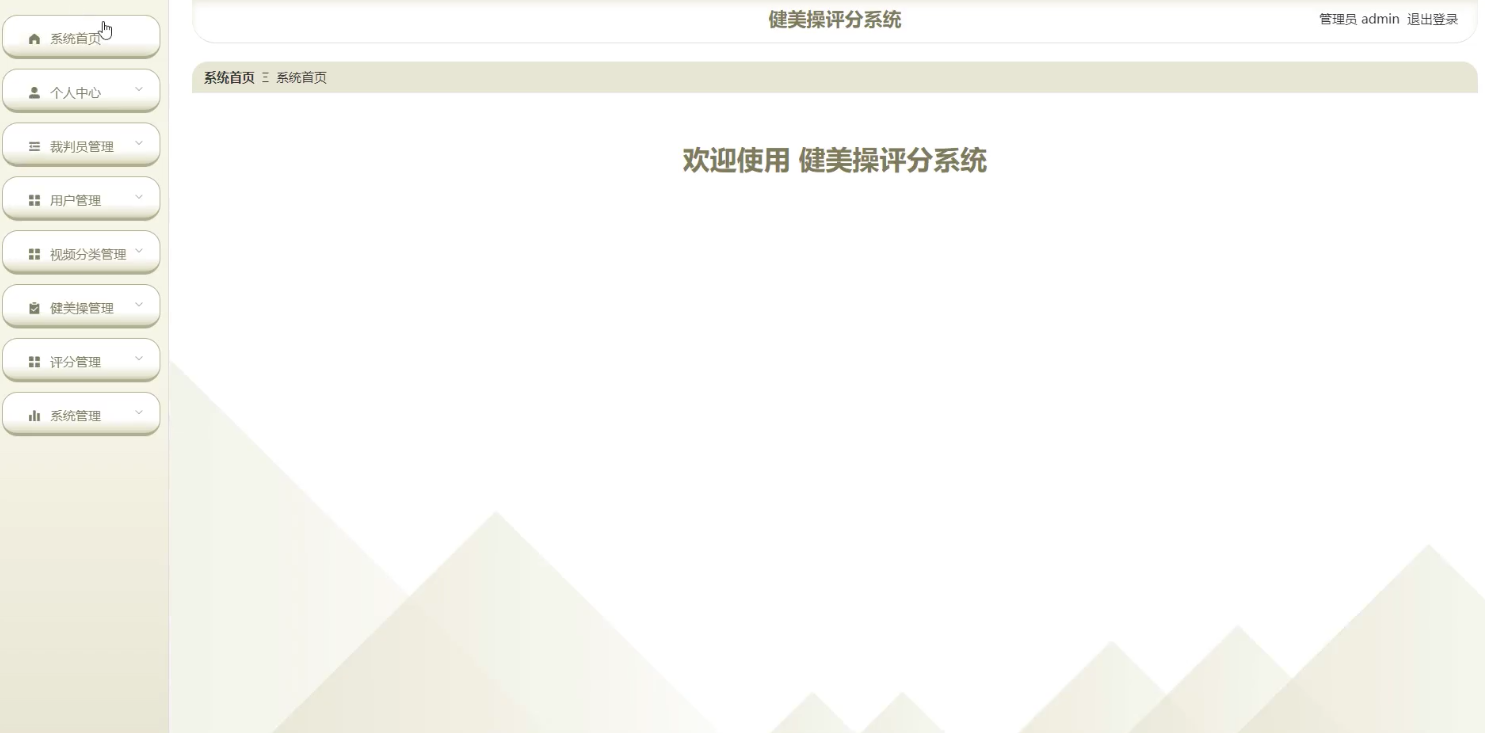 健美操评分系统
管理员 admin 退出登录
系统首页
个人中心
裁判员管理
用户管理
视频分类管理
健美操管理
评分管理
系统管理
系统首页 Ξ 系统首页
欢迎使用 健美操评分系统